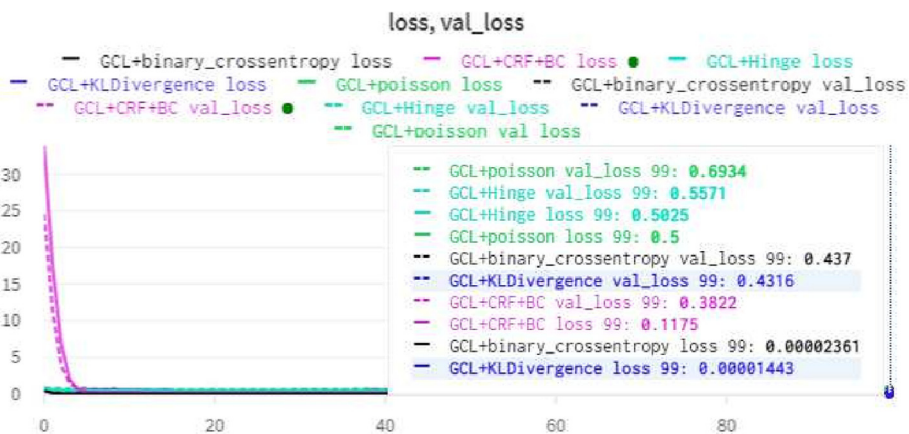 loss, val_loss
GCL+binary_crossentropy loss GCL+CRF+BC loss GCL+Hinge loss
GCL+KLDivergence loss GCL+poisson loss GCL+binary_crossentropy val_loss
GCL+CRF+BC val_loss GCL+Hinge val_loss GCL+KLDivergence val_loss
GCL+poisson val loss
30
25
20
15
10
5
0
GCL+poisson val_loss 99: 0.6934
GCL+Hinge val_loss 99: 0.5571
GCL+Hinge loss 99: 0.5025
GCL+poisson loss 99: 0.5
GCL+binary_crossentropy val_loss 99: 0.437
GCL+KLDivergence val_loss 99: 0.4316
GCL+CRF+BC val_loss 99: 0.3822
GCL+CRF+BC loss 99: 0.1175
GCL+binary_crossentropy loss 99: 0.00002361
GCL+KLDivergence loss 99: 0.00001443
0 20 40 60 80